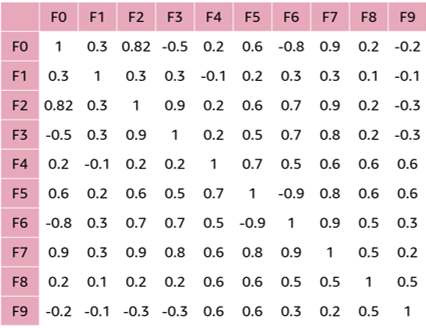 F0 F1 F2 F3 F4 F5 F6 F7 F8 F9
F0 1 0.3 0.82 -0.5 0.2 0.6 -0.8 0.9 0.2 -0.2
F1 0.3 1 0.3 0.3 -0.1 0.2 0.3 0.3 0.1 -0.1
F2 0.82 0.3 1 0.9 0.2 0.6 0.7 0.9 0.2 -0.3
F3 -0.5 0.3 0.9 1 0.2 0.5 0.7 0.8 0.2 -0.3
F4 0.2 -0.1 0.2 0.2 1 0.7 0.5 0.6 0.6 0.6
F5 0.6 0.2 0.6 0.5 0.7 1 -0.9 0.8 0.6 0.6
F6 -0.8 0.3 0.7 0.7 0.5 -0.9 1 0.9 0.5 0.3
F7 0.9 0.3 0.9 0.8 0.6 0.8 0.9 1 0.5 0.2
F8 0.2 0.1 0.2 0.2 0.6 0.6 0.5 0.5 1 0.5
F9 -0.2 -0.1 -0.3 -0.3 0.6 0.6 0.3 0.2 0.5 1